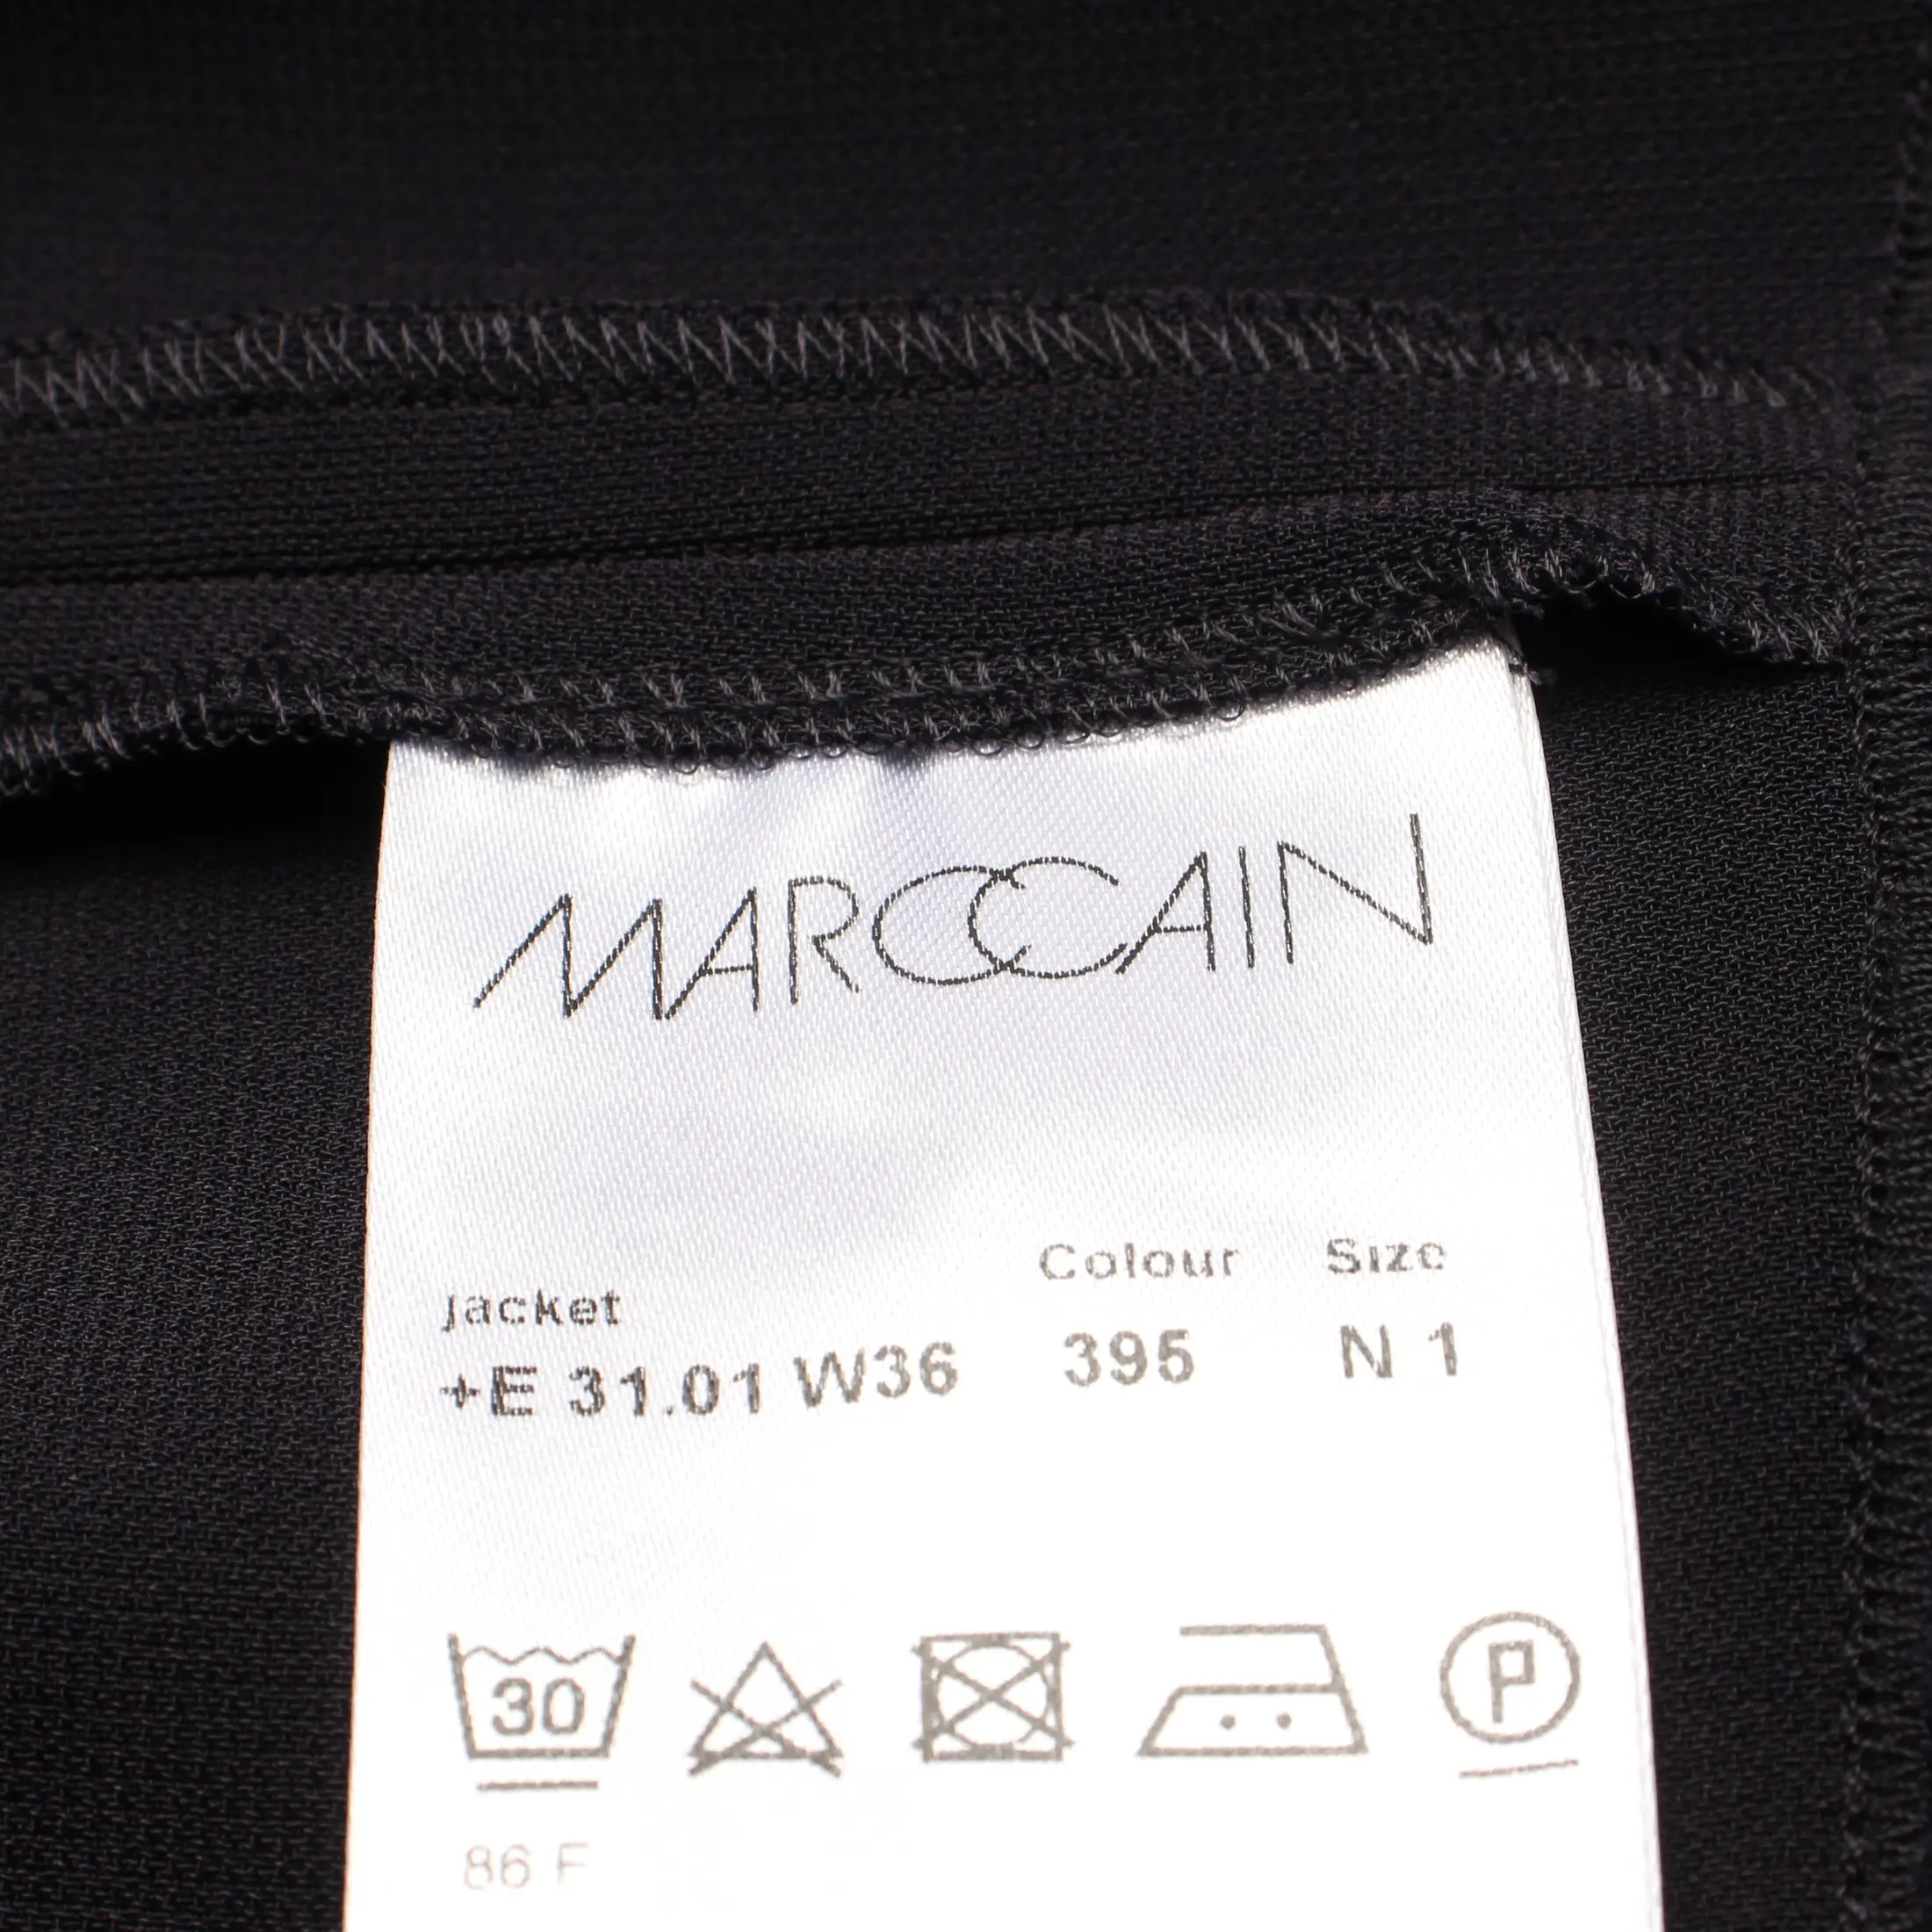 MARCCAIN
Colour Size
Jacket
+E 31.01 W36 395 N 1
30 P
86 F